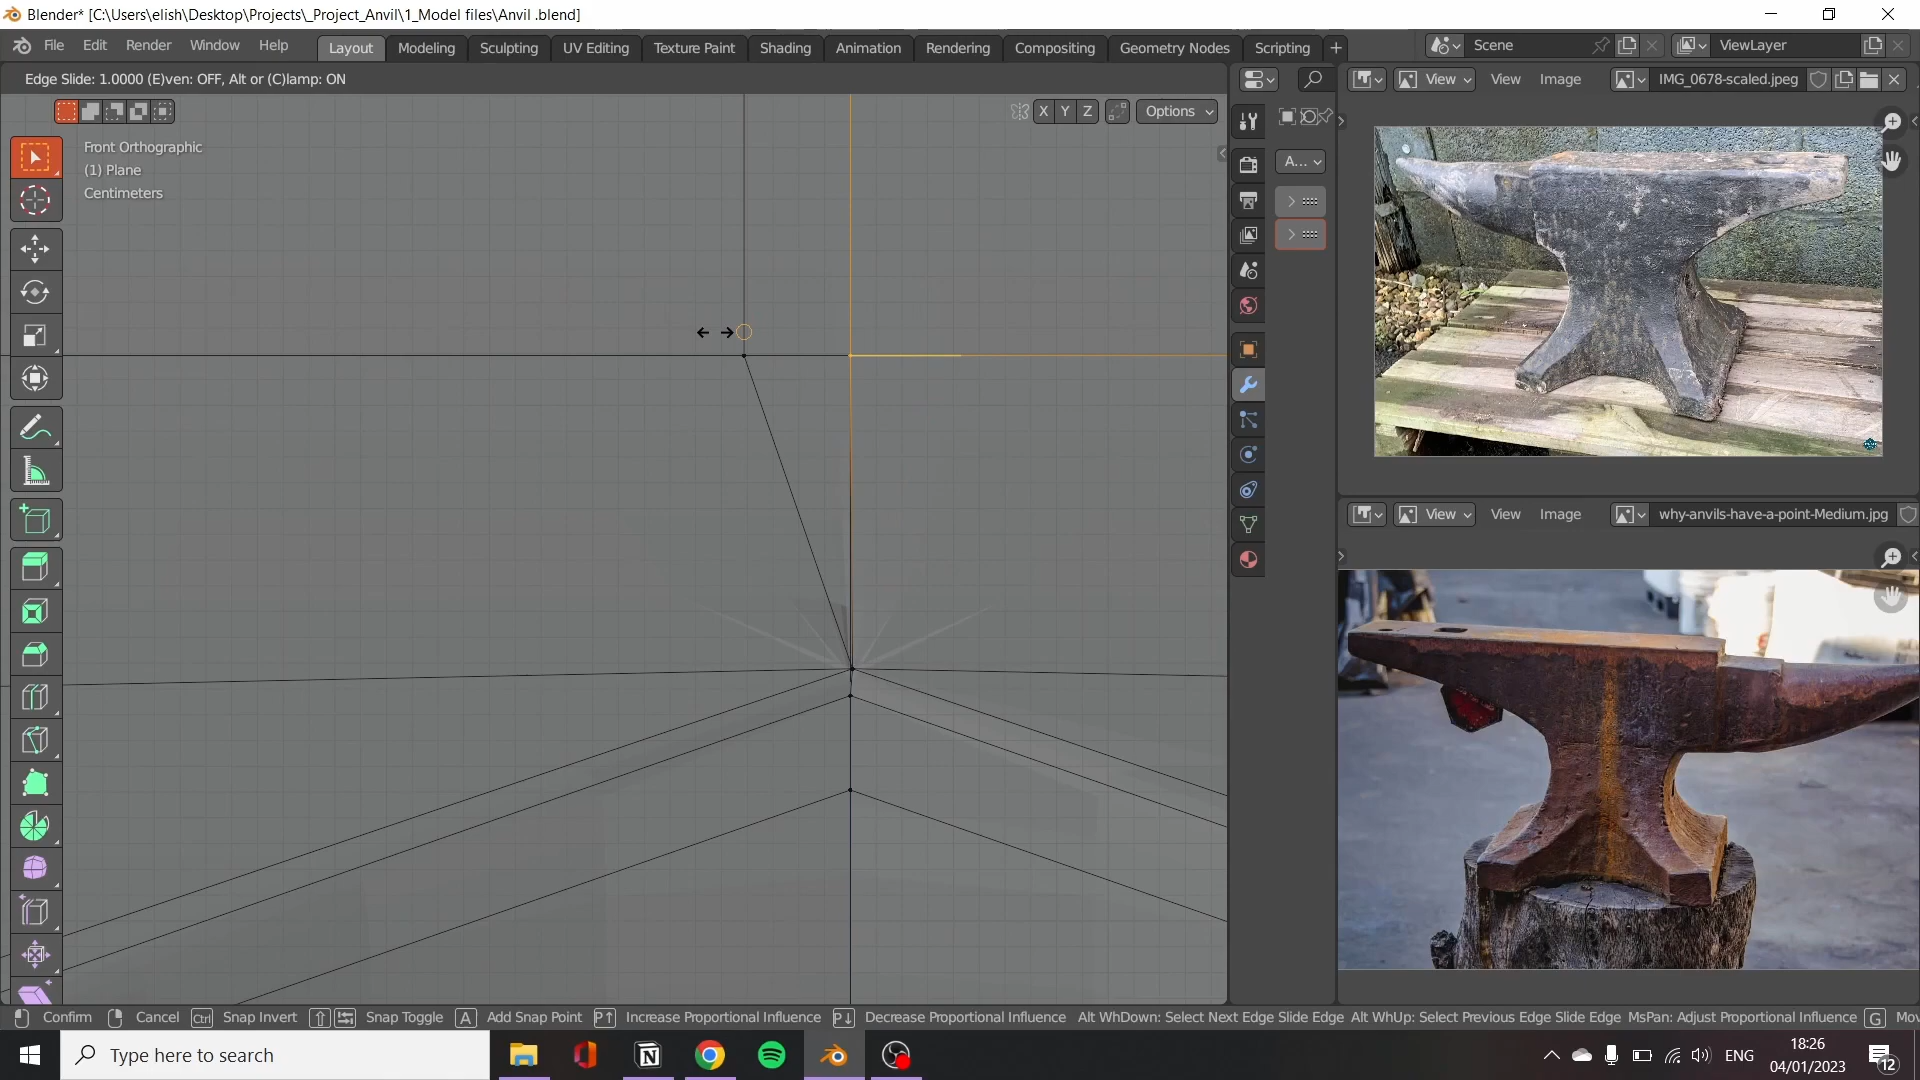 Blender* [C:\Users\elish\Desktop\Projects\_Project_Anvil\1_Model files\Anvil .blend]
File Edit Render Window Help Layout Modeling Sculpting UV Editing Texture Paint Shading Animation Rendering Compositing Geometry Nodes Scripting + Scene ViewLayer
Edge Slide: 1.0000 (E)ven: OFF, Alt or (C)lamp: ON
View View Image IMG_0678-scaled.jpeg
X Y Z Options
Front Orthographic
(1) Plane
Centimeters
A...
View View Image why-anvils-have-a-point-Medium.jpg
Confirm Cancel Ctrl Snap Invert Snap Toggle A Add Snap Point P↑ Increase Proportional Influence P↓ Decrease Proportional Influence Alt WhDown: Select Next Edge Slide Edge Alt WhUp: Select Previous Edge Slide Edge MsPan: Adjust Proportional Influence G Mov
Type here to search
ENG
18:26
04/01/2023
12